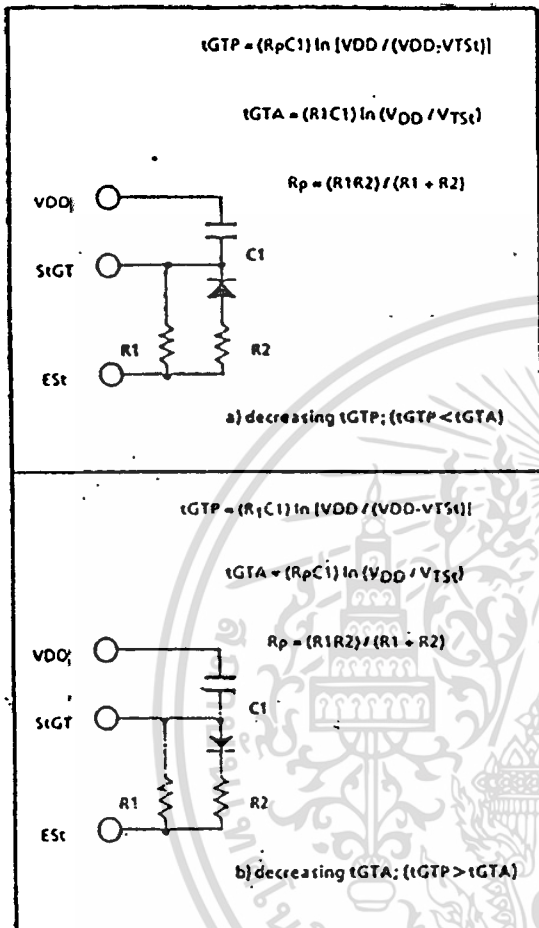 tGTP = (RpC1) ln [VDD / (VDD-VTSt)]
tGTA = (R1C1) ln (VDD / VTSt)
Rp = (R1R2) / (R1 + R2)
VDD
C1
StGT
R1
R2
ESt
a) decreasing tGTP; (tGTP < tGTA)
tGTP = (R1C1) ln [VDD / (VDD-VTSt)]
tGTA = (RpC1) ln (VDD / VTSt)
Rp = (R1R2) / (R1 + R2)
VDD
C1
StGT
R1
R2
ESt
b) decreasing tGTA; (tGTP > tGTA)